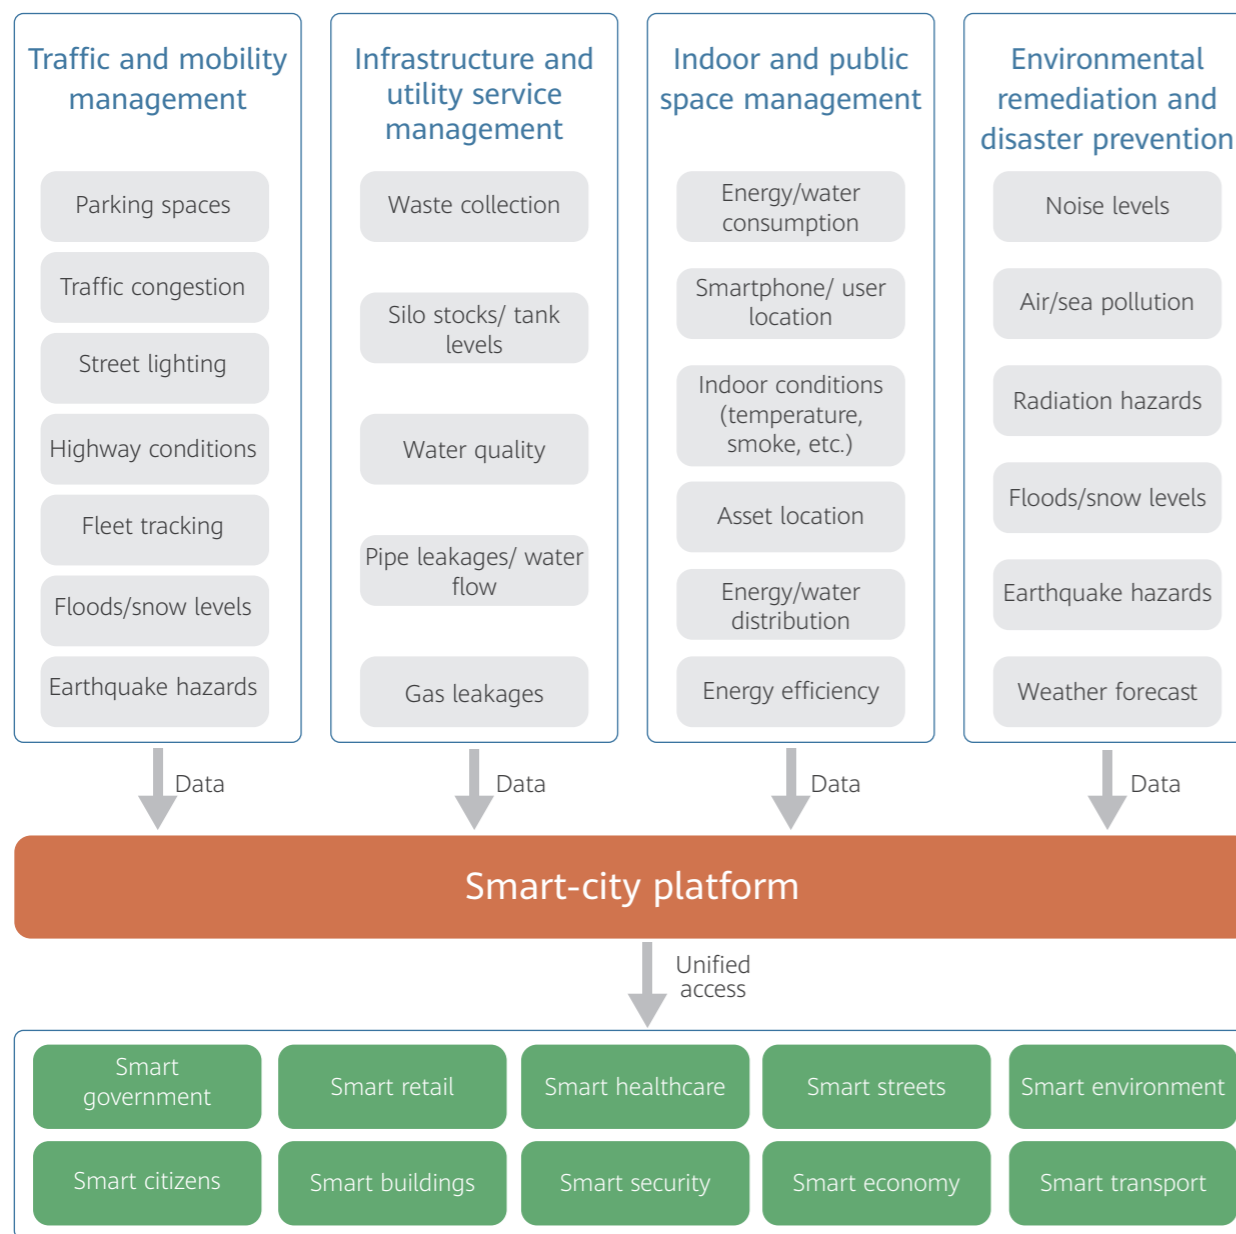 Traffic and mobility
management
Parking spaces
Traffic congestion
Street lighting
Highway conditions
Fleet tracking
Floods/snow levels
Earthquake hazards
Infrastructure and
utility service
management
Waste collection
Silo stocks/ tank
levels
Water quality
Pipe leakages/ water
flow
Gas leakages
Indoor and public
space management
Energy/water
consumption
Smartphone/ user
location
Indoor conditions
(temperature,
smoke, etc.)
Asset location
Energy/water
distribution
Energy efficiency
Environmental
remediation and
disaster prevention
Noise levels
Air/sea pollution
Radiation hazards
Floods/snow levels
Earthquake hazards
Weather forecast
Data
Data
Data
Data
Smart-city platform
Unified
access
Smart
government
Smart retail
Smart healthcare
Smart streets
Smart environment
Smart citizens
Smart buildings
Smart security
Smart economy
Smart transport